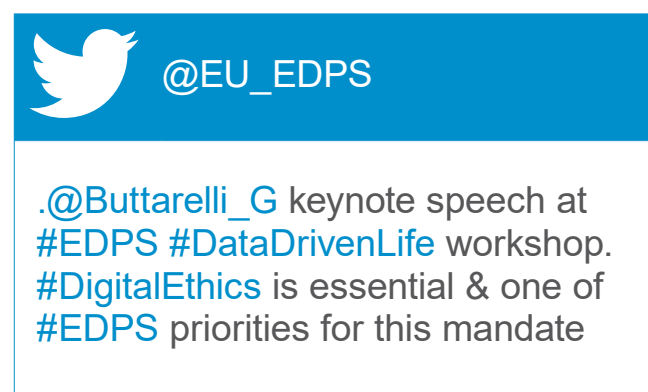 @EU_EDPS
.@Buttarelli_G keynote speech at
#EDPS #DataDrivenLife workshop.
#DigitalEthics is essential & one of
#EDPS priorities for this mandate